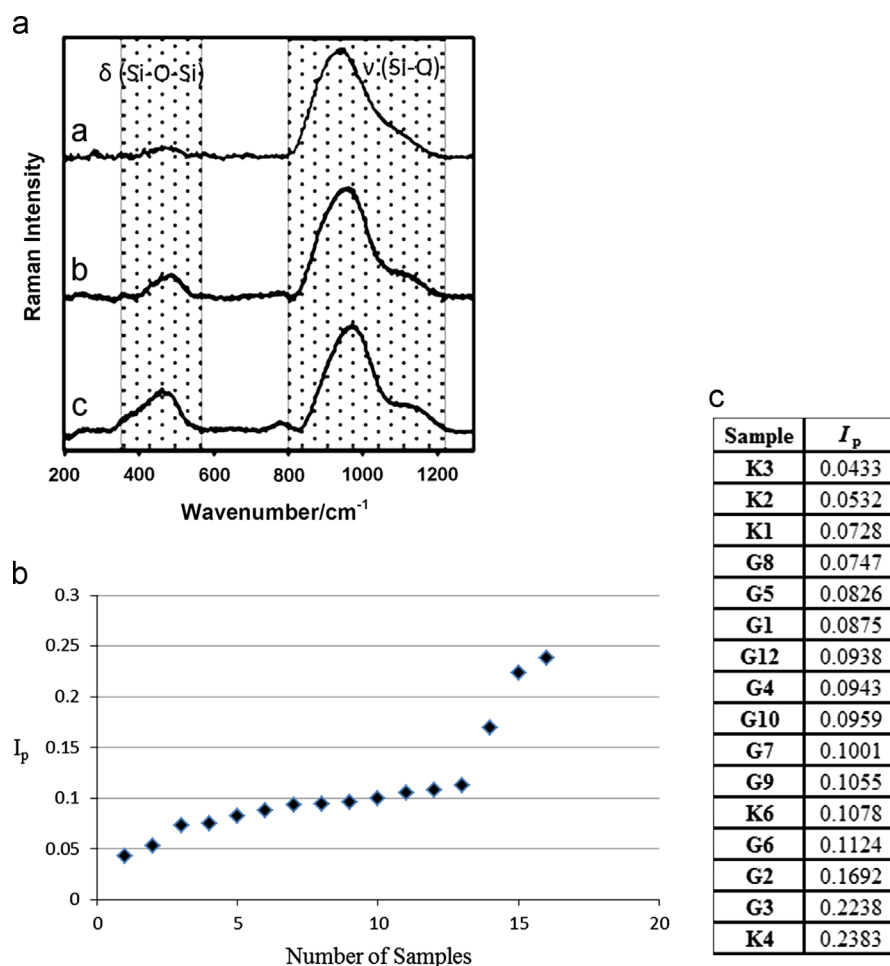 a
δ (Si-O-Si)
ν (Si-O)
a
b
c
Raman Intensity
200 400 600 800 1000 1200
Wavenumber/cm-1
b
0.3
0.25
0.2
0.15
0.1
0.05
0
Ip
0 5 10 15 20
Number of Samples
c
Sample Ip
K3 0.0433
K2 0.0532
K1 0.0728
G8 0.0747
G5 0.0826
G1 0.0875
G12 0.0938
G4 0.0943
G10 0.0959
G7 0.1001
G9 0.1055
K6 0.1078
G6 0.1124
G2 0.1692
G3 0.2238
K4 0.2383